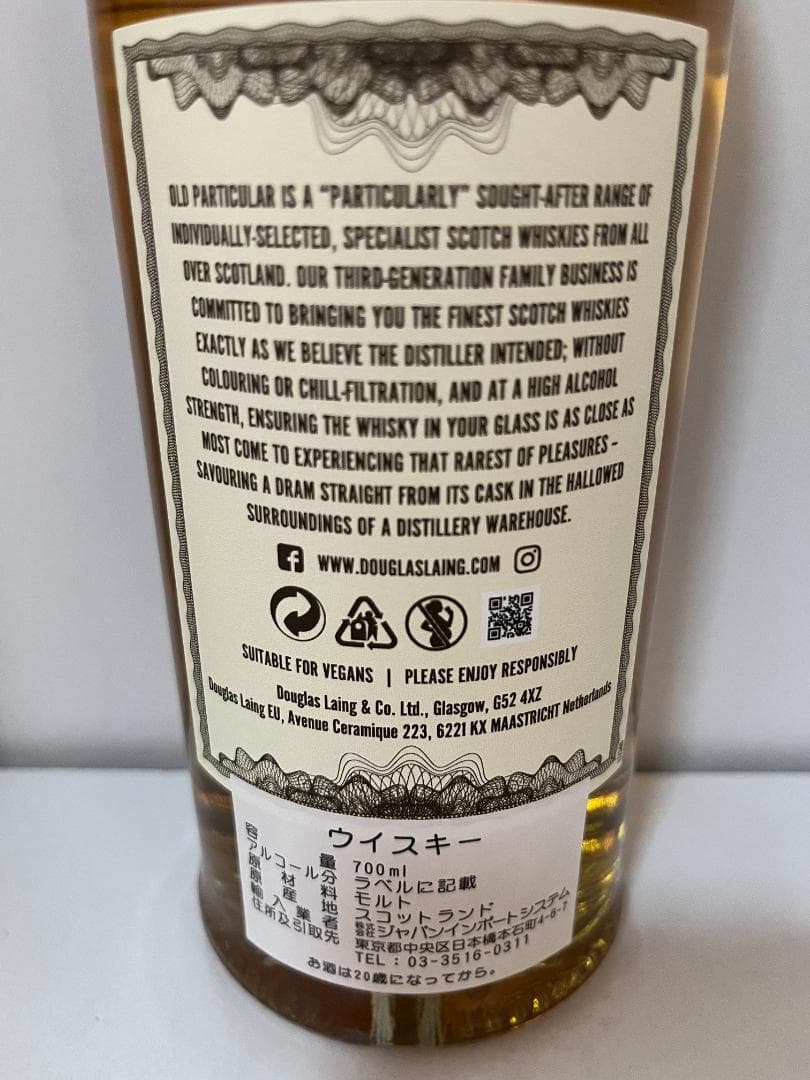 OLD PARTICULAR IS A “PARTICULARLY” SOUGHT-AFTER RANGE OF
INDIVIDUALLY-SELECTED, SPECIALIST SCOTCH WHISKIES FROM ALL
OVER SCOTLAND. OUR THIRD-GENERATION FAMILY BUSINESS IS
COMMITTED TO BRINGING YOU THE FINEST SCOTCH WHISKIES
EXACTLY AS WE BELIEVE THE DISTILLER INTENDED; WITHOUT
COLOURING OR CHILL-FILTRATION, AND AT A HIGH ALCOHOL
STRENGTH, ENSURING THE WHISKY IN YOUR GLASS IS AS CLOSE AS
MOST COME TO EXPERIENCING THAT RAREST OF PLEASURES –
SAVOURING A DRAM STRAIGHT FROM ITS CASK IN THE HALLOWED
SURROUNDINGS OF A DISTILLERY WAREHOUSE.
WWW.DOUGLASLAING.COM
SUITABLE FOR VEGANS | PLEASE ENJOY RESPONSIBLY
Douglas Laing & Co. Ltd., Glasgow, G52 4XZ
Douglas Laing EU, Avenue Ceramique 223, 6221 KX MAASTRICHT Netherlands
ウイスキー
容量 700ml
アルコール分 ラベルに記載
原材料 モルト
原産地 スコットランド
輸入業者 株式会社ジャパンインポートシステム
住所及引取先 東京都中央区日本橋本石町4-6-7
TEL : 03-3516-0311
お酒は20歳になってから。